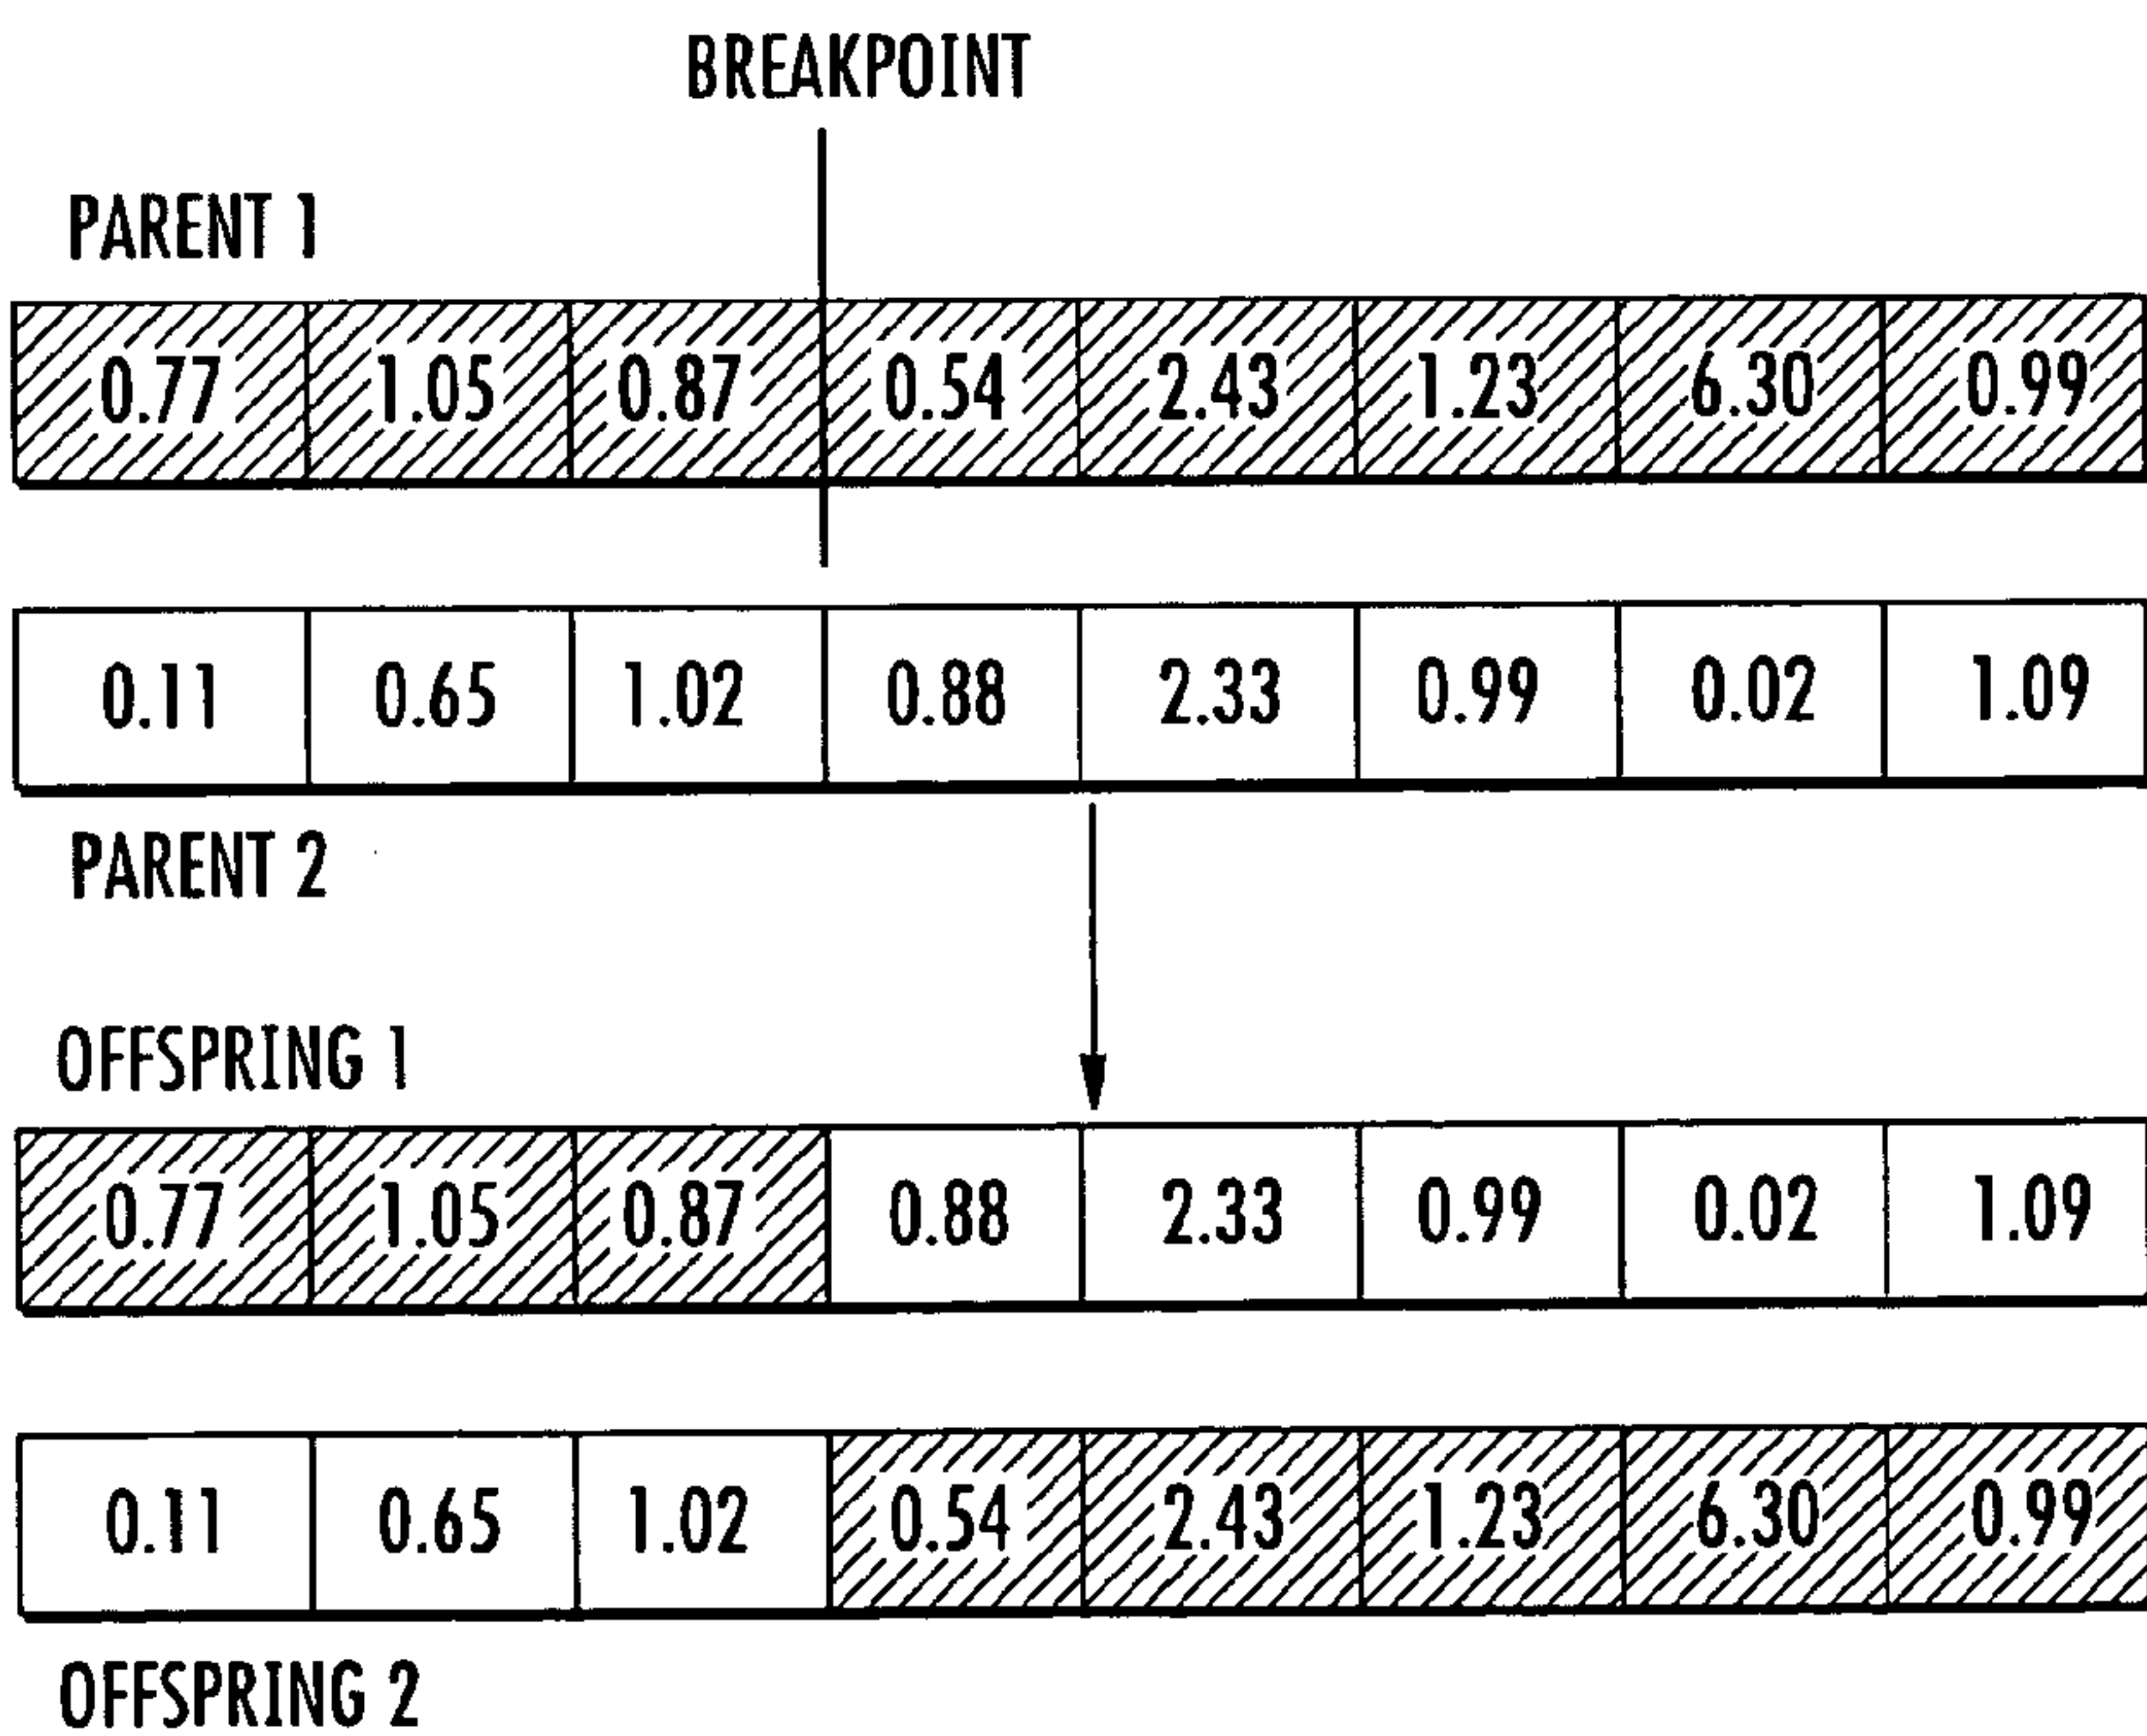 BREAKPOINT
PARENT 1
0.77 1.05 0.87 0.54 2.43 1.23 6.30 0.99
0.11 0.65 1.02 0.88 2.33 0.99 0.02 1.09
PARENT 2
OFFSPRING 1
0.77 1.05 0.87 0.88 2.33 0.99 0.02 1.09
0.11 0.65 1.02 0.54 2.43 1.23 6.30 0.99
OFFSPRING 2